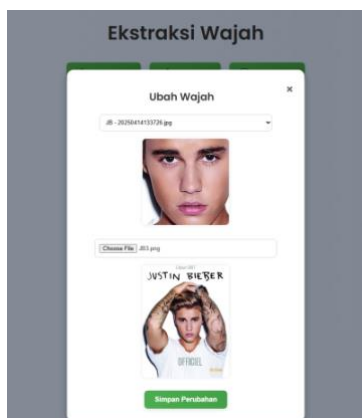 Ekstraksi Wajah
Ubah Wajah
×
JB - 20250414133726.jpg
Choose File JB3.png
JUSTIN BIEBER
OFFICIEL
Simpan Perubahan